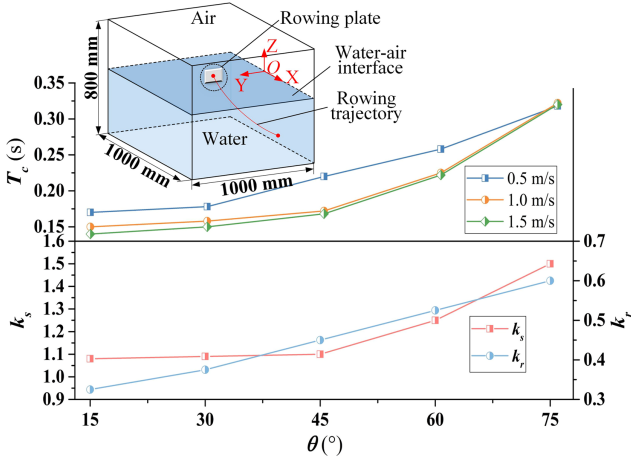 Air
Rowing plate
Z
O
X
Y
Water-air
interface
Rowing
trajectory
Water
800 mm
1000 mm
1000 mm
T_c (s)
0.35
0.30
0.25
0.20
0.15
0.5 m/s
1.0 m/s
1.5 m/s
k_s
1.6
1.5
1.4
1.3
1.2
1.1
1.0
0.9
k_s
k_r
0.7
0.6
0.5
0.4
0.3
k_r
15 30 45 60 75
θ (°)